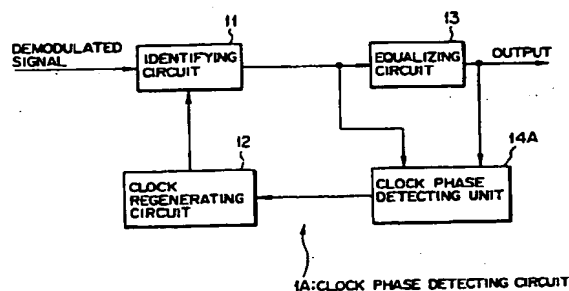 11
13
DEMODULATED
SIGNAL
IDENTIFYING
CIRCUIT
EQUALIZING
CIRCUIT
OUTPUT
12
14A
CLOCK
REGENERATING
CIRCUIT
CLOCK PHASE
DETECTING UNIT
1A:CLOCK PHASE DETECTING CIRCUIT